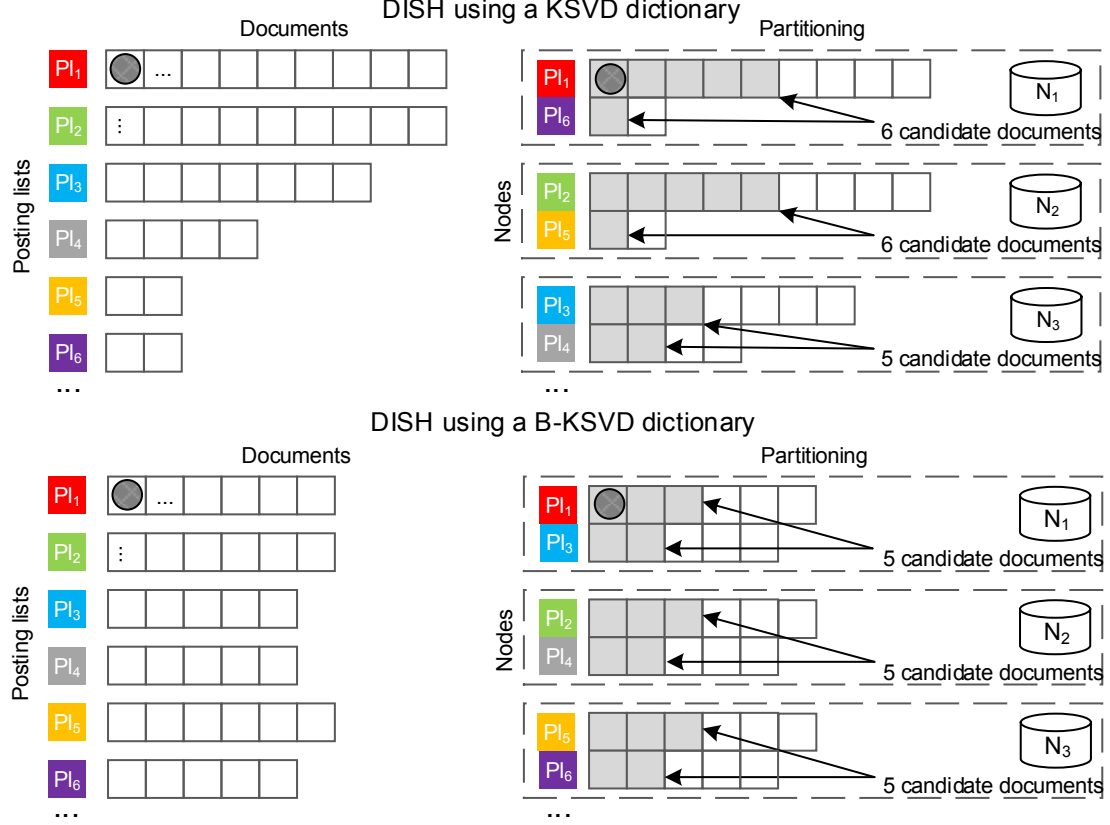 DISH using a KSVD dictionary
Documents
Partitioning
Posting lists
Pl1
...
Pl2
...
Pl3
Pl4
Pl5
Pl6
...
Nodes
Pl1
Pl6
N1
6 candidate documents
Pl2
Pl5
N2
6 candidate documents
Pl3
Pl4
N3
5 candidate documents
...
DISH using a B-KSVD dictionary
Documents
Partitioning
Posting lists
Pl1
...
Pl2
...
Pl3
Pl4
Pl5
Pl6
...
Nodes
Pl1
Pl3
N1
5 candidate documents
Pl2
Pl4
N2
5 candidate documents
Pl5
Pl6
N3
5 candidate documents
...